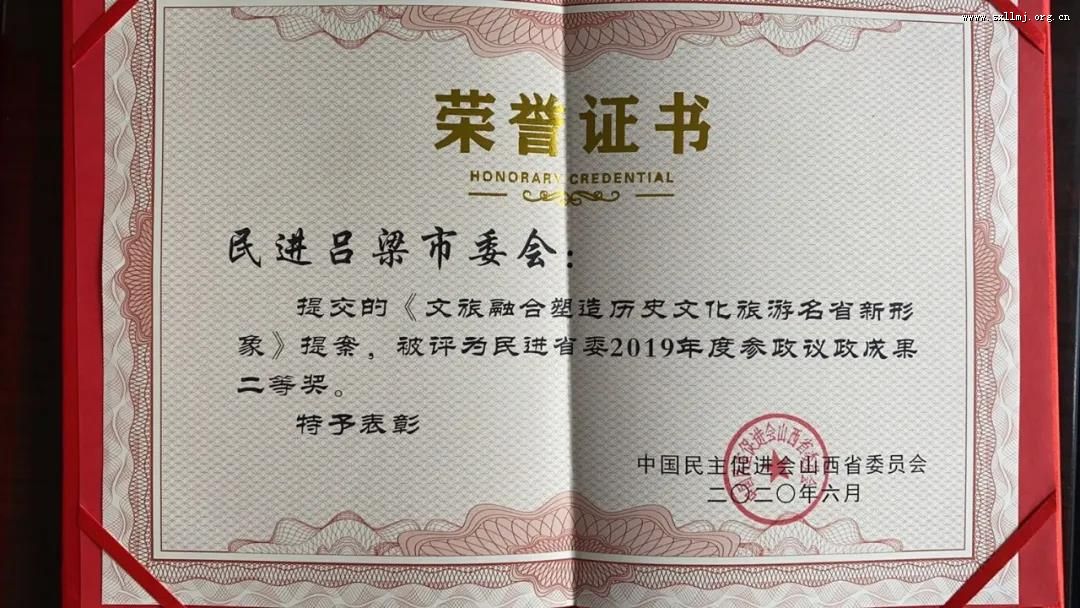 www.sxllmj.org.cn
荣誉证书
HONORARY CREDENTIAL
民进吕梁市委会：
提交的《文旅融合塑造历史文化旅游名省新形
象》提案，被评为民进省委2019年度参政议政成果
二等奖。
特予表彰
中国民主促进会山西省委员会
二〇二〇年六月